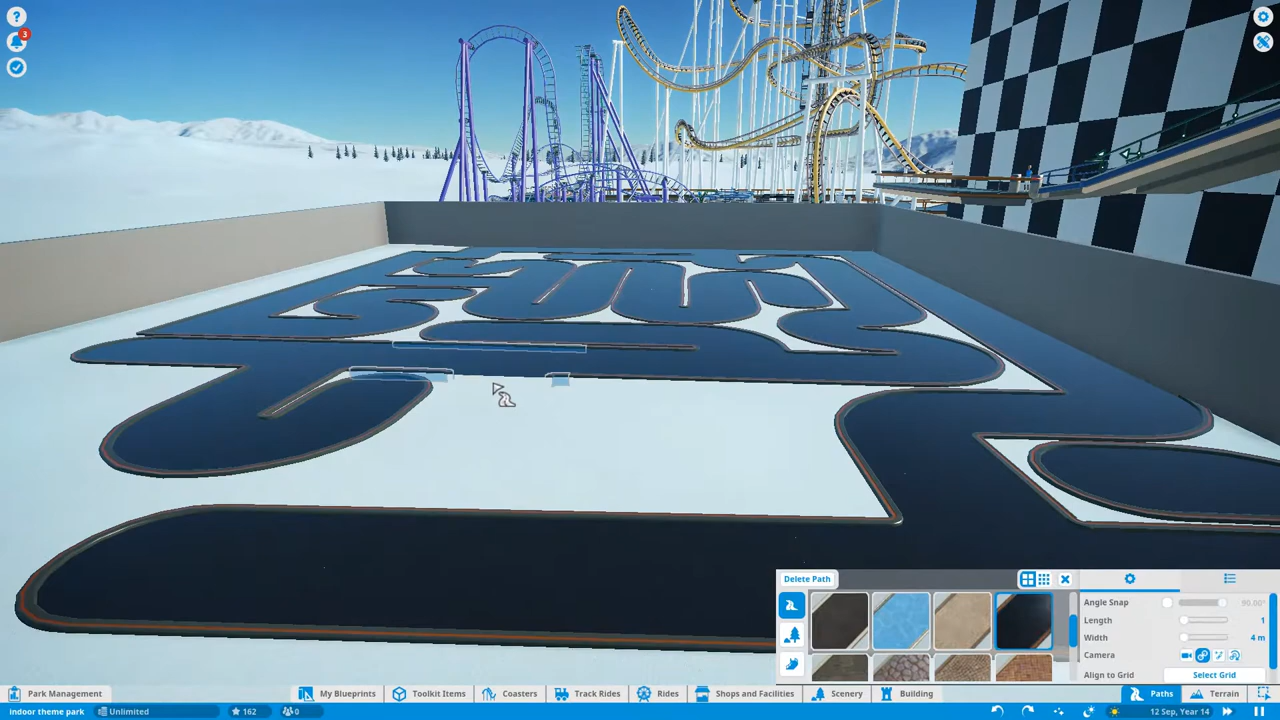 ?
3
Delete Path
Angle Snap 90.00°
Length 1
Width 4 m
Camera
Align to Grid Select Grid
Park Management My Blueprints Toolkit Items Coasters Track Rides Rides Shops and Facilities Scenery Building Paths Terrain
indoor theme park Unlimited 162 0 12 Sep, Year 14